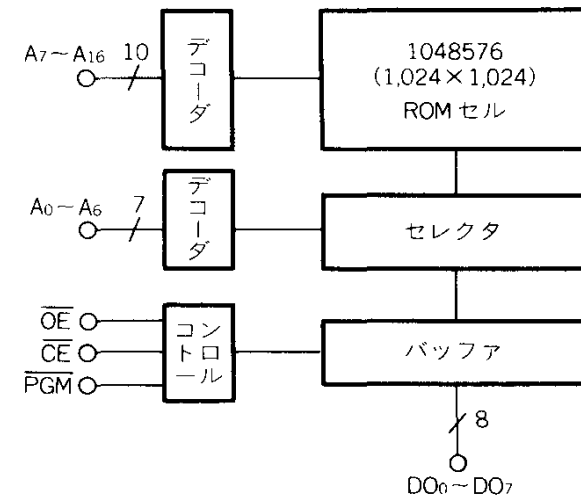 A7～A16 10
デコーダ
1048576
(1,024×1,024)
ROMセル
A0～A6 7
デコーダ
セレクタ
OE
CE
PGM
コントロール
バッファ
8
DO0～DO7